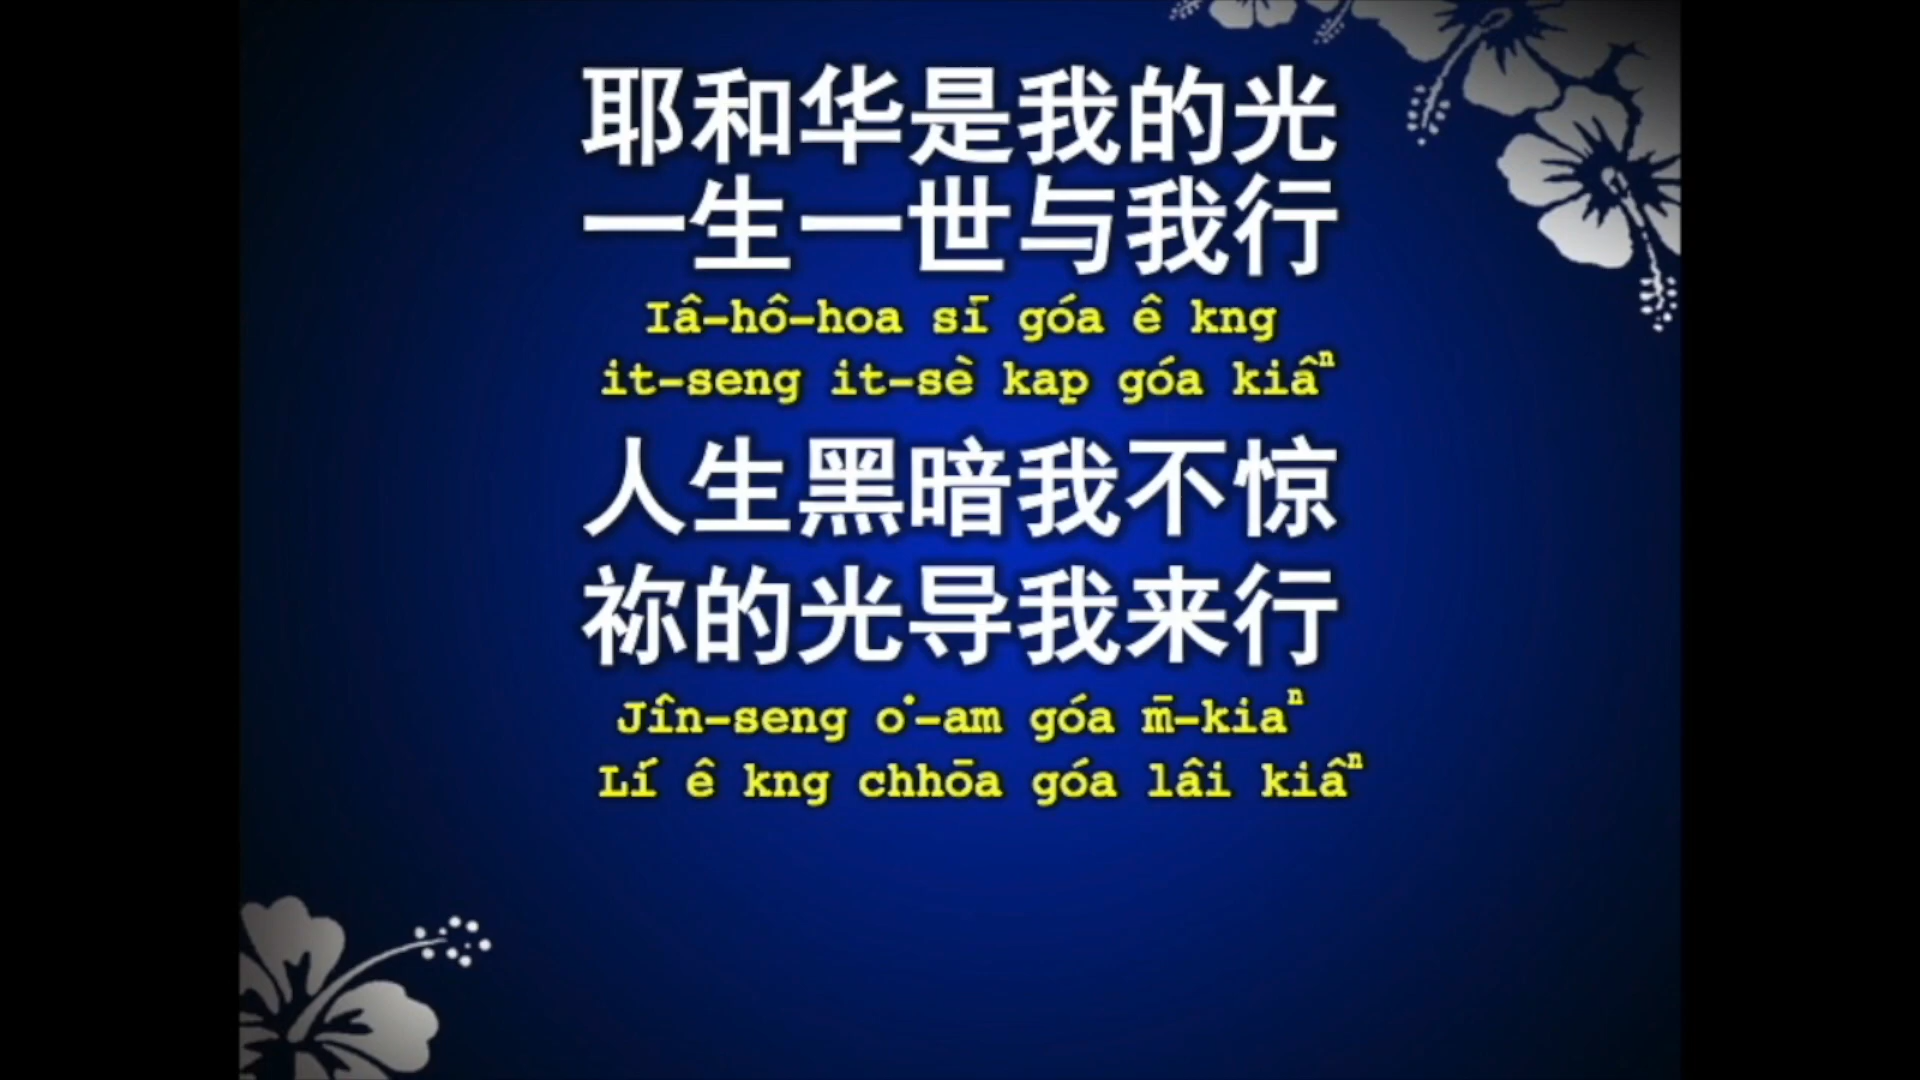 耶和华是我的光
一生一世与我行
Iâ-hô-hoa sī góa ê kng
it-seng it-sè kap góa kiâⁿ
人生黑暗我不惊
祢的光导我来行
Jîn-seng o͘-am góa m̄-kiaⁿ
Lí ê kng chhōa góa lâi kiâⁿ